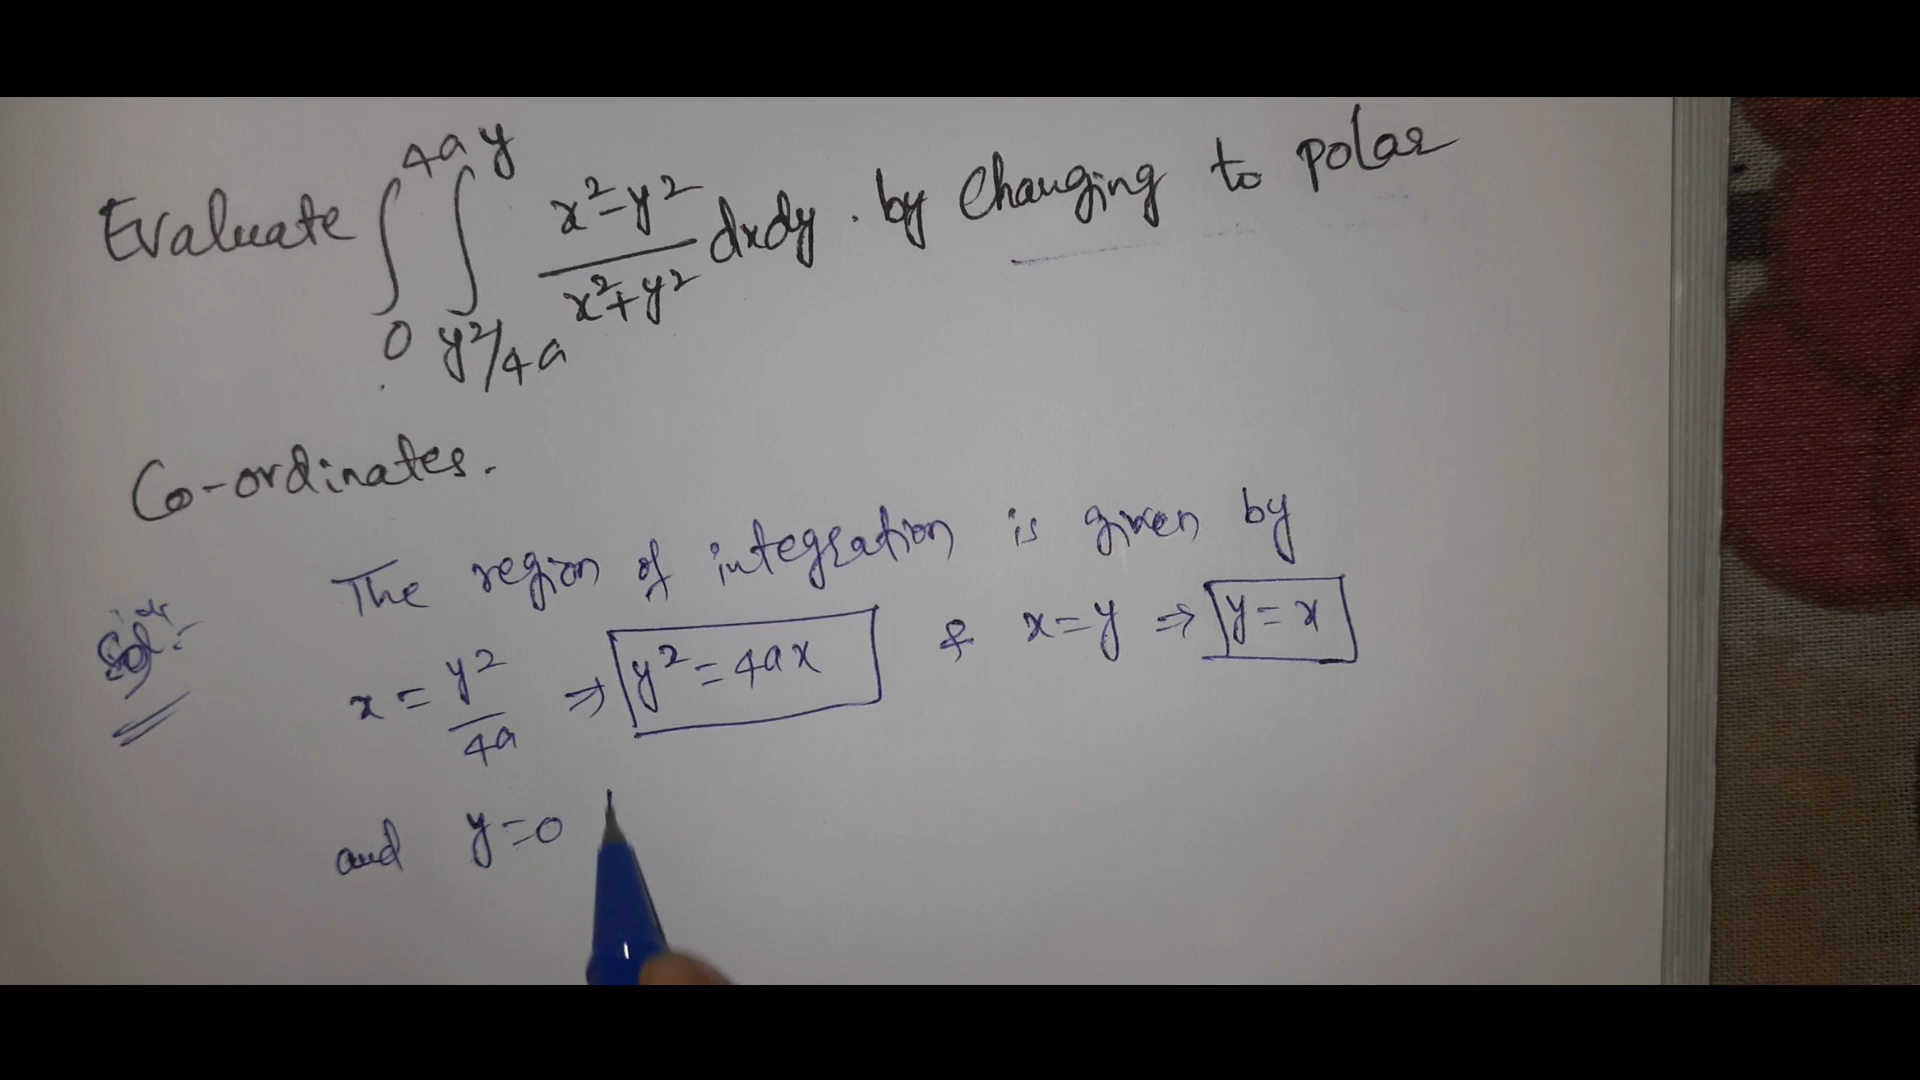 Evaluate ∫₀^{4a} ∫_{y²/4a}^{y} (x²-y²)/(x²+y²) dxdy. by Changing to polar
Co-ordinates.
The region of integration is given by
Sol: x = y²/4a ⇒ y² = 4ax & x=y ⇒ y=x
and y=0